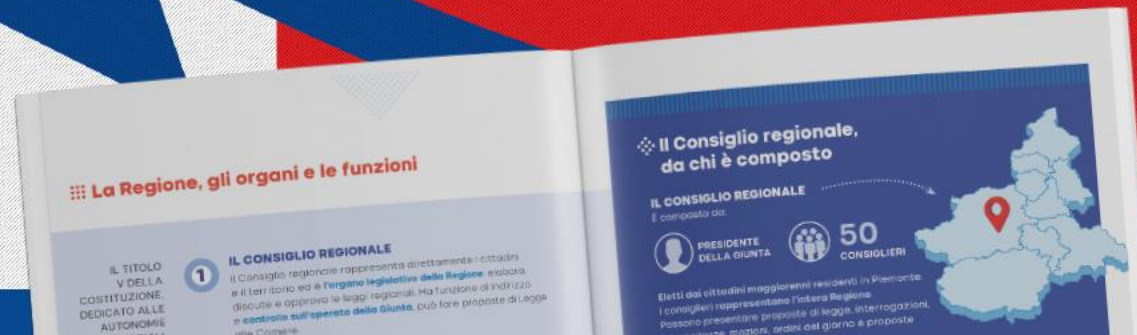 La Regione, gli organi e le funzioni
IL TITOLO
V DELLA
COSTITUZIONE,
DEDICATO ALLE
AUTONOMIE
1
IL CONSIGLIO REGIONALE
Il Consiglio regionale rappresenta direttamente i cittadini
e il territorio ed è l'organo legislativo della Regione: elabora,
discute e approva le leggi regionali. Ha funzione di indirizzo
e controllo sull'operato della Giunta, può fare proposte di Legge
alle Camere.
Il Consiglio regionale,
da chi è composto
IL CONSIGLIO REGIONALE
È composto da:
PRESIDENTE
DELLA GIUNTA
50
CONSIGLIERI
Eletti dai cittadini maggiorenni residenti in Piemonte.
I consiglieri rappresentano l'intera Regione.
Possono presentare proposte di legge, interrogazioni,
mozioni, ordini del giorno e proposte